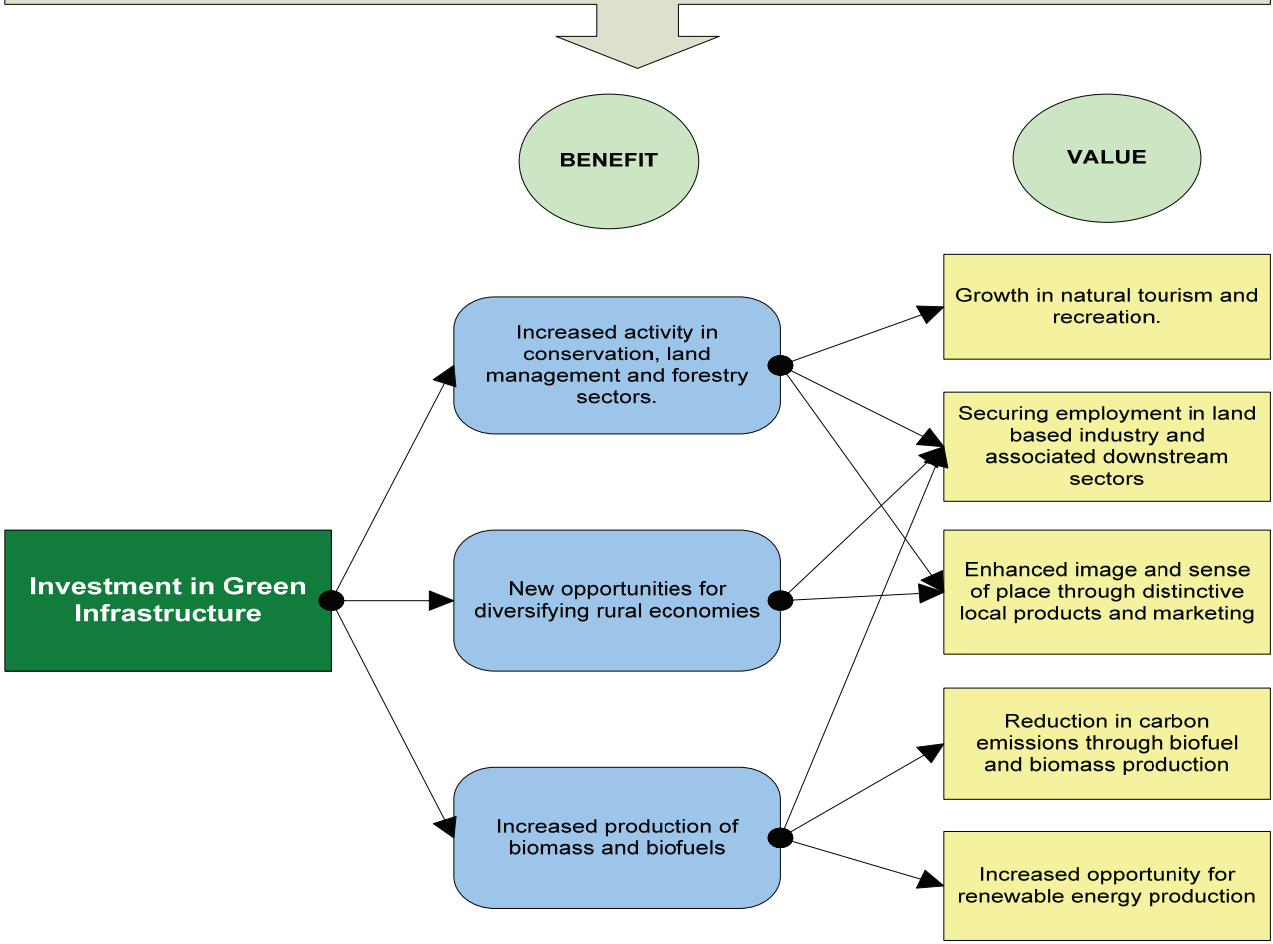 BENEFIT
VALUE
Growth in natural tourism and
recreation.
Increased activity in
conservation, land
management and forestry
sectors.
Securing employment in land
based industry and
associated downstream
sectors
Investment in Green
Infrastructure
New opportunities for
diversifying rural economies
Enhanced image and sense
of place through distinctive
local products and marketing
Reduction in carbon
emissions through biofuel
and biomass production
Increased production of
biomass and biofuels
Increased opportunity for
renewable energy production